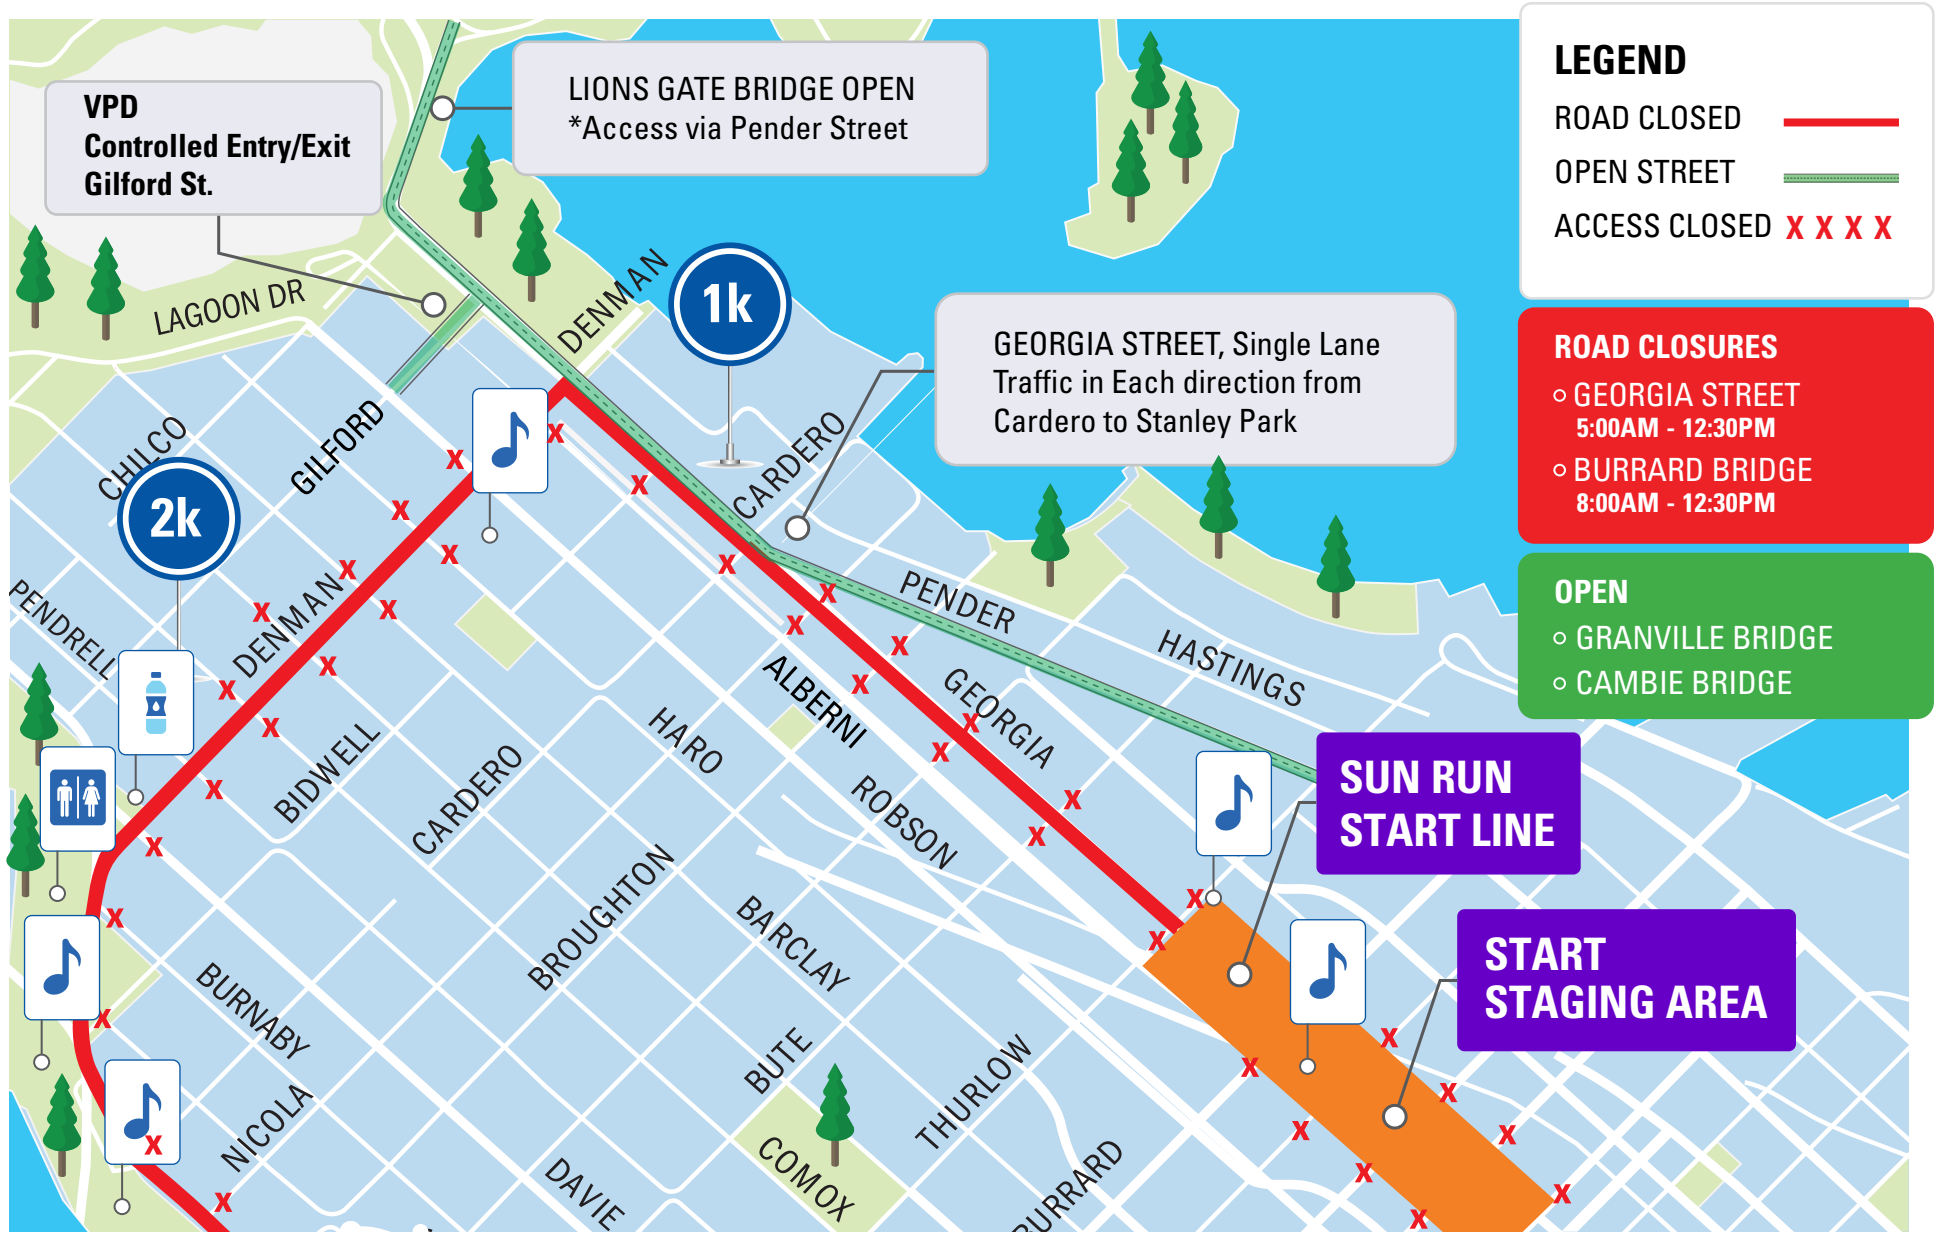 VPD
Controlled Entry/Exit
Gilford St.
LIONS GATE BRIDGE OPEN
*Access via Pender Street
LEGEND
ROAD CLOSED
OPEN STREET
ACCESS CLOSED X X X X
ROAD CLOSURES
GEORGIA STREET
5:00AM - 12:30PM
BURRARD BRIDGE
8:00AM - 12:30PM
OPEN
GRANVILLE BRIDGE
CAMBIE BRIDGE
GEORGIA STREET, Single Lane
Traffic in Each direction from
Cardero to Stanley Park
LAGOON DR
DENMAN
1k
CHILCO
GILFORD
CARDERO
2k
PENDRELL
DENMAN
PENDER
HASTINGS
GEORGIA
ALBERNI
HARO
ROBSON
BIDWELL
CARDERO
BROUGHTON
BARCLAY
BURNABY
NICOLA
BUTE
THURLOW
COMOX
DAVIE
BURRARD
SUN RUN
START LINE
START
STAGING AREA